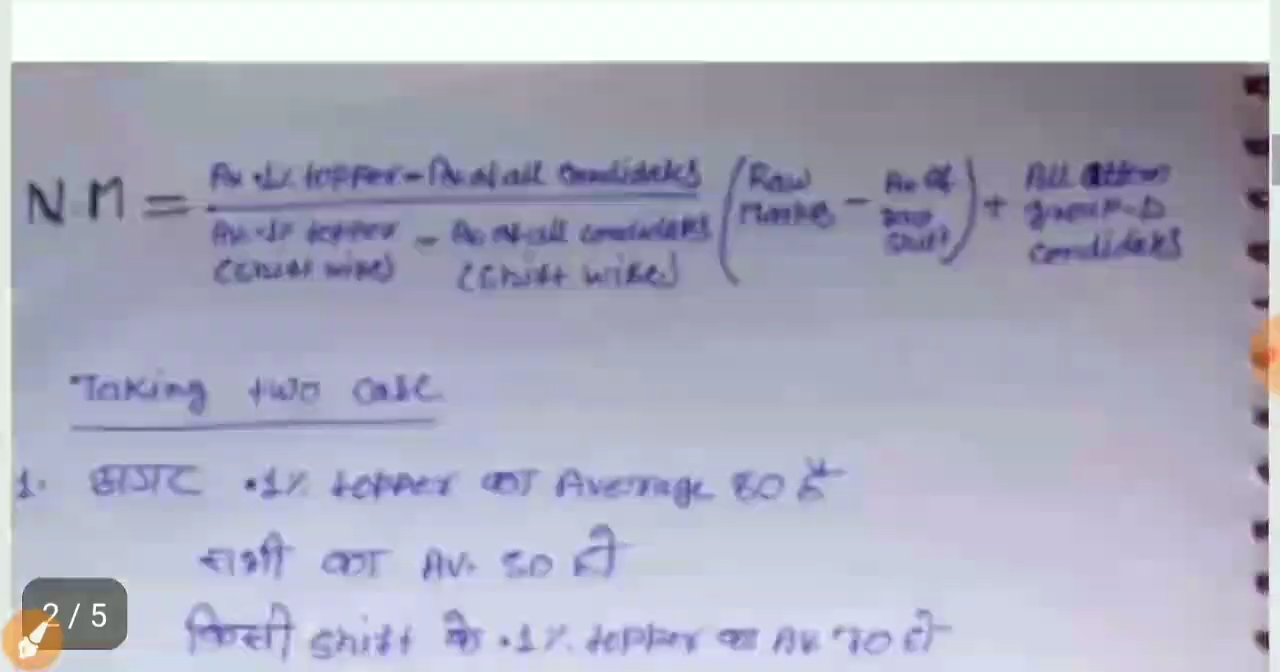 NM = Av .1% topper - Av of all candidates / Av .1% topper (shift wise) - Av of all candidates (shift wise) (Raw Marks - Av of shift) + All group-D candidates
Taking two case
1. अगर .1% topper का Average 80 है
सभी का Av. 50 हो
किसी shift के .1% topper का Av 70 हो
2 / 5